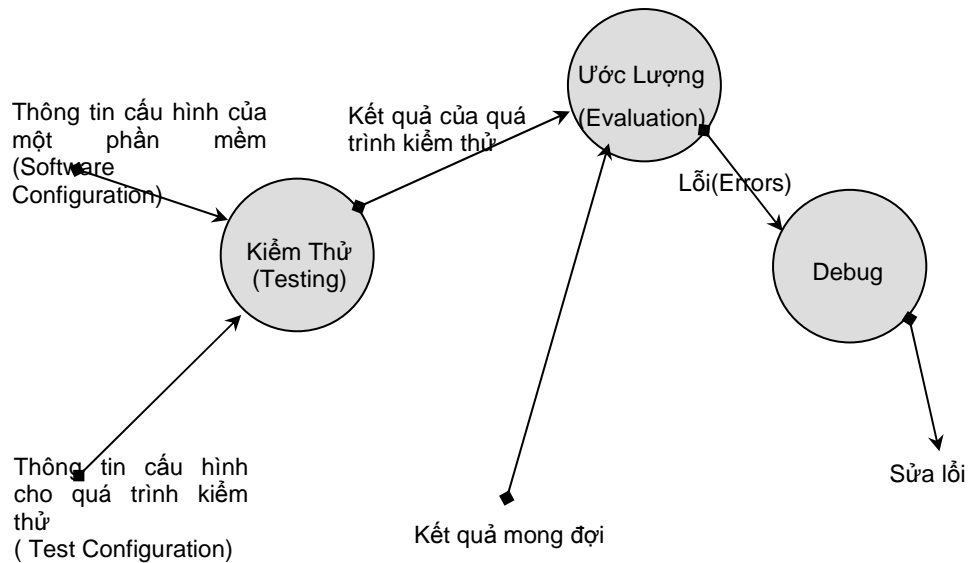 Ước Lượng
(Evaluation)
Thông tin cấu hình của
một phần mềm
(Software
Configuration)
Kết quả của quá
trình kiểm thử
Lỗi(Errors)
Kiểm Thử
(Testing)
Debug
Thông tin cấu hình
cho quá trình kiểm
thử
( Test Configuration)
Kết quả mong đợi
Sửa lổi